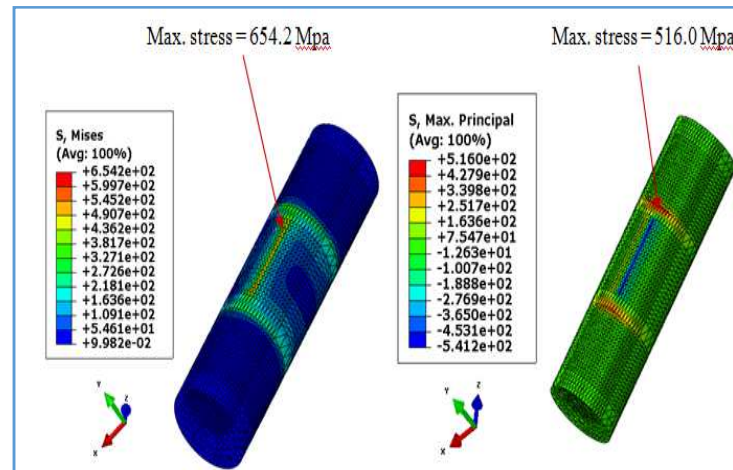 Max. stress = 654.2 Mpa
Max. stress = 516.0 Mpa
S, Mises
(Avg: 100%)
+6.542e+02
+5.997e+02
+5.452e+02
+4.907e+02
+4.362e+02
+3.817e+02
+3.271e+02
+2.726e+02
+2.181e+02
+1.636e+02
+1.091e+02
+5.461e+01
+9.982e-02
S, Max. Principal
(Avg: 100%)
+5.160e+02
+4.279e+02
+3.398e+02
+2.517e+02
+1.636e+02
+7.547e+01
-1.263e+01
-1.007e+02
-1.888e+02
-2.769e+02
-3.650e+02
-4.531e+02
-5.412e+02
Y
Z
X
Y
Z
X